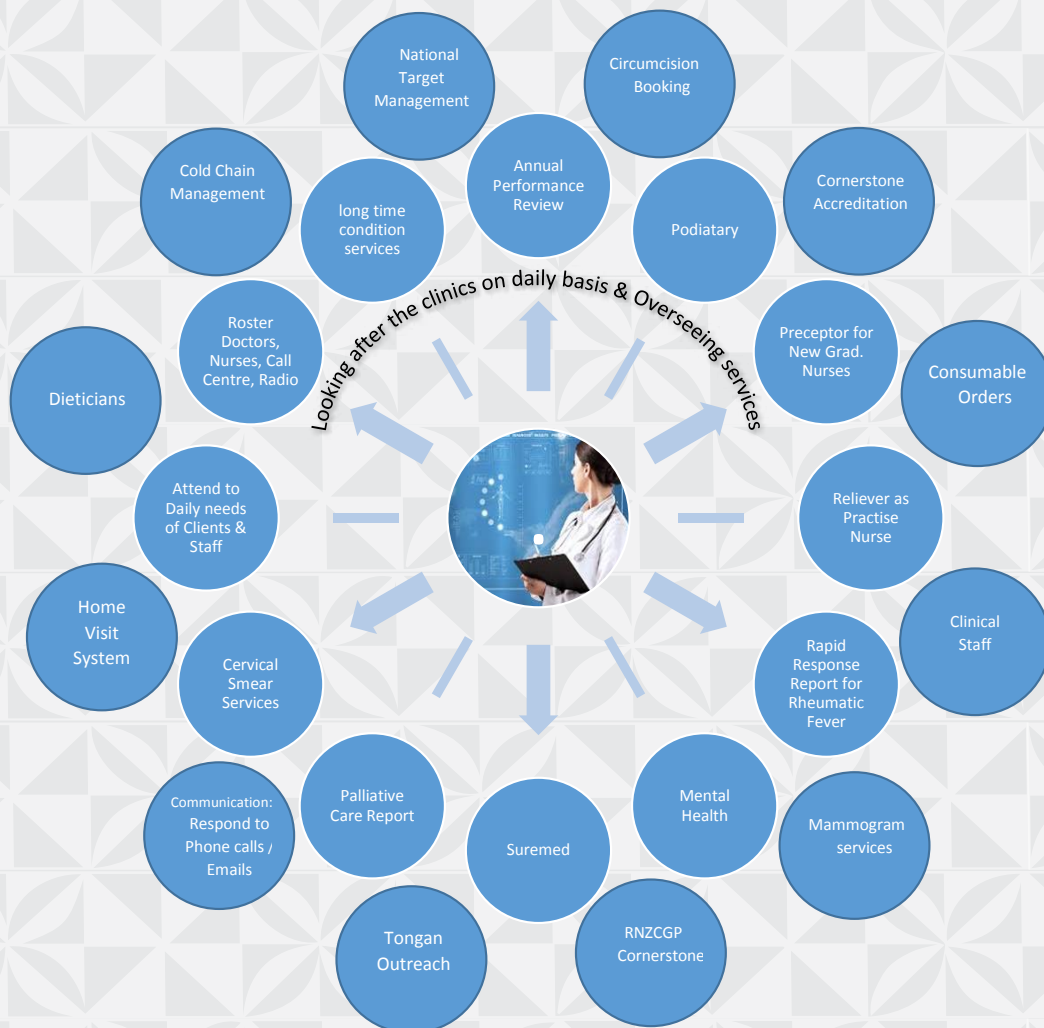 National
Target
Management
Circumcision
Booking
Cold Chain
Management
long time
condition
services
Annual
Performance
Review
Podiatary
Cornerstone
Accreditation
Looking after the clinics on daily basis & Overseeing services
Roster
Doctors,
Nurses, Call
Centre, Radio
Preceptor for
New Grad.
Nurses
Dieticians
Consumable
Orders
Attend to
Daily needs
of Clients &
Staff
Reliever as
Practise
Nurse
Home
Visit
System
Clinical
Staff
Cervical
Smear
Services
Rapid
Response
Report for
Rheumatic
Fever
Communication:
Respond to
Phone calls /
Emails
Palliative
Care Report
Suremed
Mental
Health
Mammogram
services
Tongan
Outreach
RNZCGP
Cornerstone